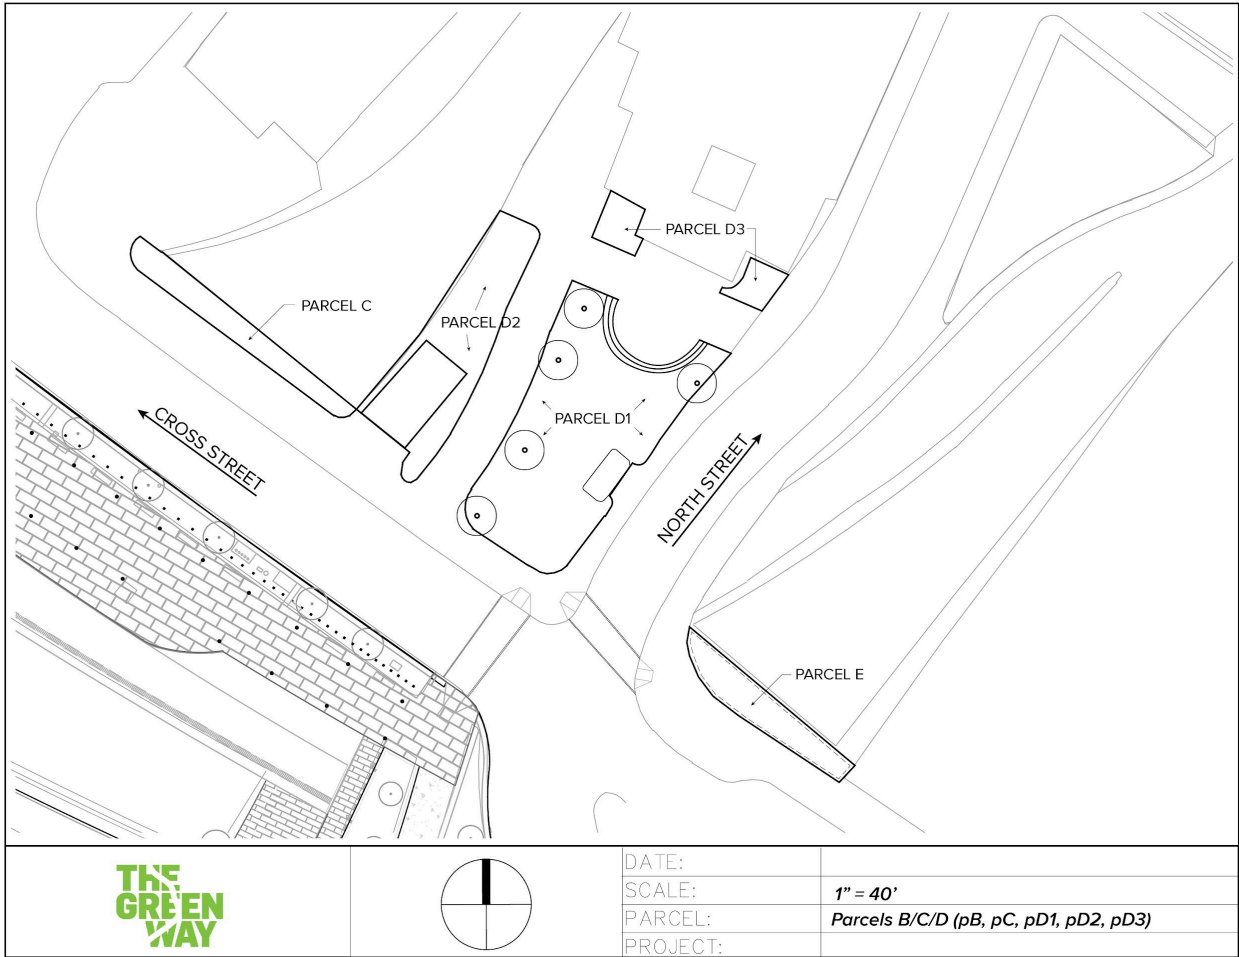 PARCEL D3
PARCEL C
PARCEL D2
PARCEL D1
CROSS STREET
NORTH STREET
PARCEL E
THE
GREEN
WAY
DATE:
SCALE: 1" = 40'
PARCEL: Parcels B/C/D (pB, pC, pD1, pD2, pD3)
PROJECT: